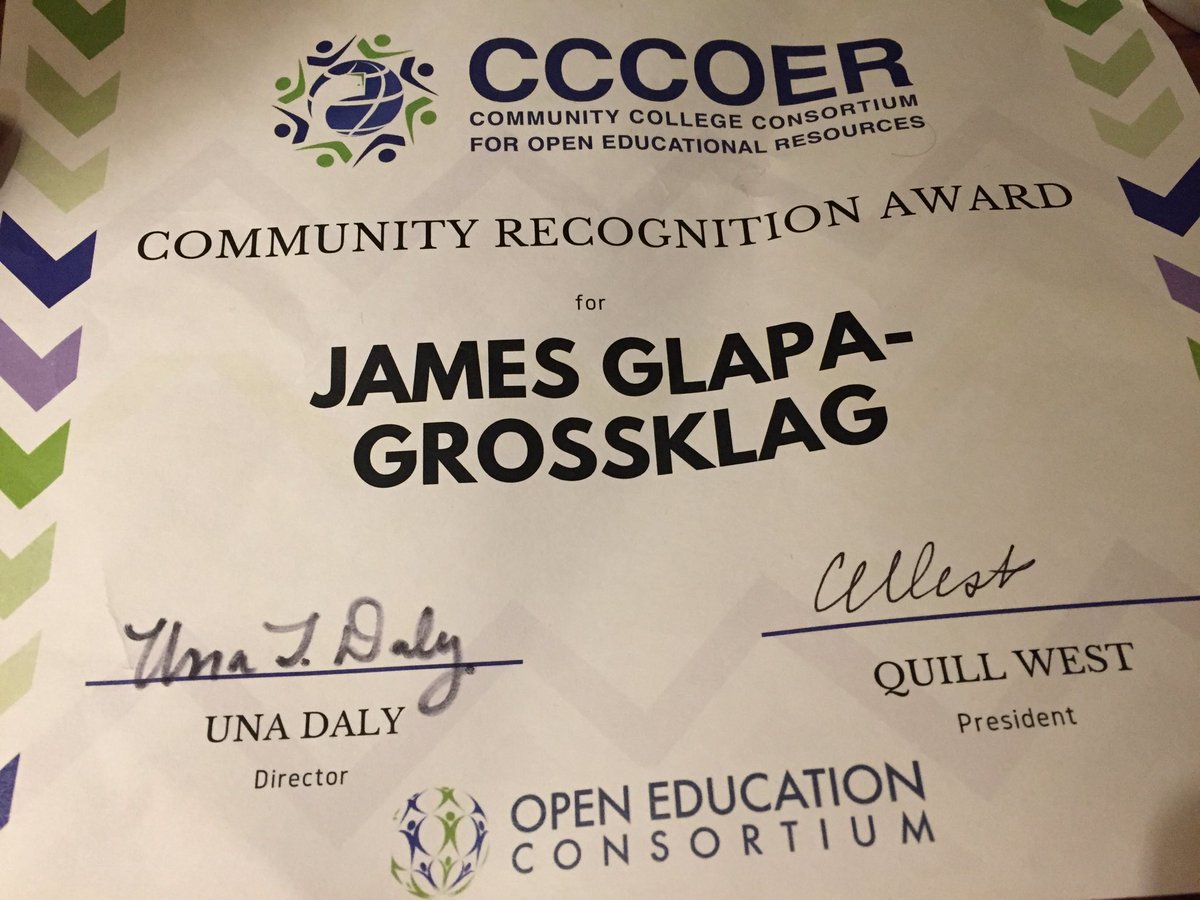 CCCOER
COMMUNITY COLLEGE CONSORTIUM
FOR OPEN EDUCATIONAL RESOURCES
COMMUNITY RECOGNITION AWARD
for
JAMES GLAPA-
GROSSKLAG
Una T. Daly
UNA DALY
Director
QUILL WEST
President
OPEN EDUCATION
CONSORTIUM